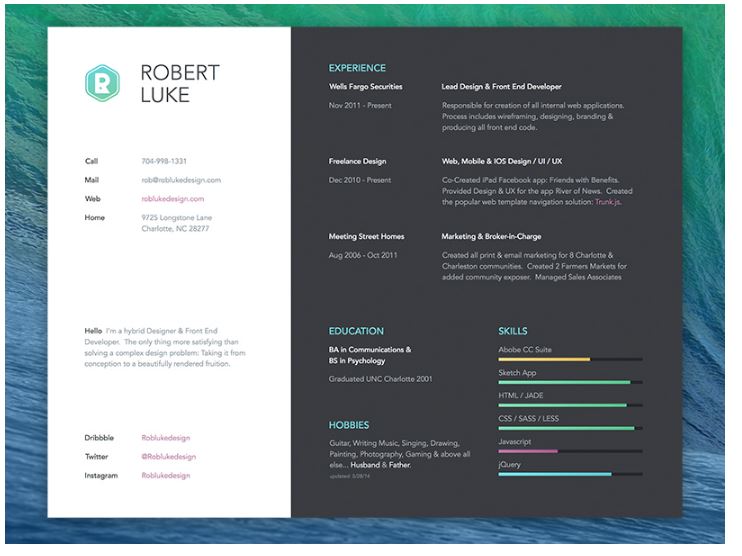 R
ROBERT
LUKE
Call 704-998-1331
Mail rob@roblukedesign.com
Web roblukedesign.com
Home 9725 Longstone Lane
Charlotte, NC 28277
Hello I'm a hybrid Designer & Front End
Developer. The only thing more satisfying than
solving a complex design problem: Taking it from
conception to a beautifully rendered fruition.
Dribbble Roblukedesign
Twitter @Roblukedesign
Instagram Roblukedesign
EXPERIENCE
Wells Fargo Securities Lead Design & Front End Developer
Nov 2011 - Present Responsible for creation of all internal web applications.
Process includes wireframing, designing, branding &
producing all front end code.
Freelance Design Web, Mobile & IOS Design / UI / UX
Dec 2010 - Present Co-Created iPad Facebook app: Friends with Benefits.
Provided Design & UX for the app River of News. Created
the popular web template navigation solution: Trunk.js.
Meeting Street Homes Marketing & Broker-in-Charge
Aug 2006 - Oct 2011 Created all print & email marketing for 8 Charlotte &
Charleston communities. Created 2 Farmers Markets for
added community exposer. Managed Sales Associates
EDUCATION
BA in Communications &
BS in Psychology
Graduated UNC Charlotte 2001
HOBBIES
Guitar, Writing Music, Singing, Drawing,
Painting, Photography, Gaming & above all
else... Husband & Father.
updated: 3/28/14
SKILLS
Abobe CC Suite
Sketch App
HTML / JADE
CSS / SASS / LESS
Javascript
jQuery